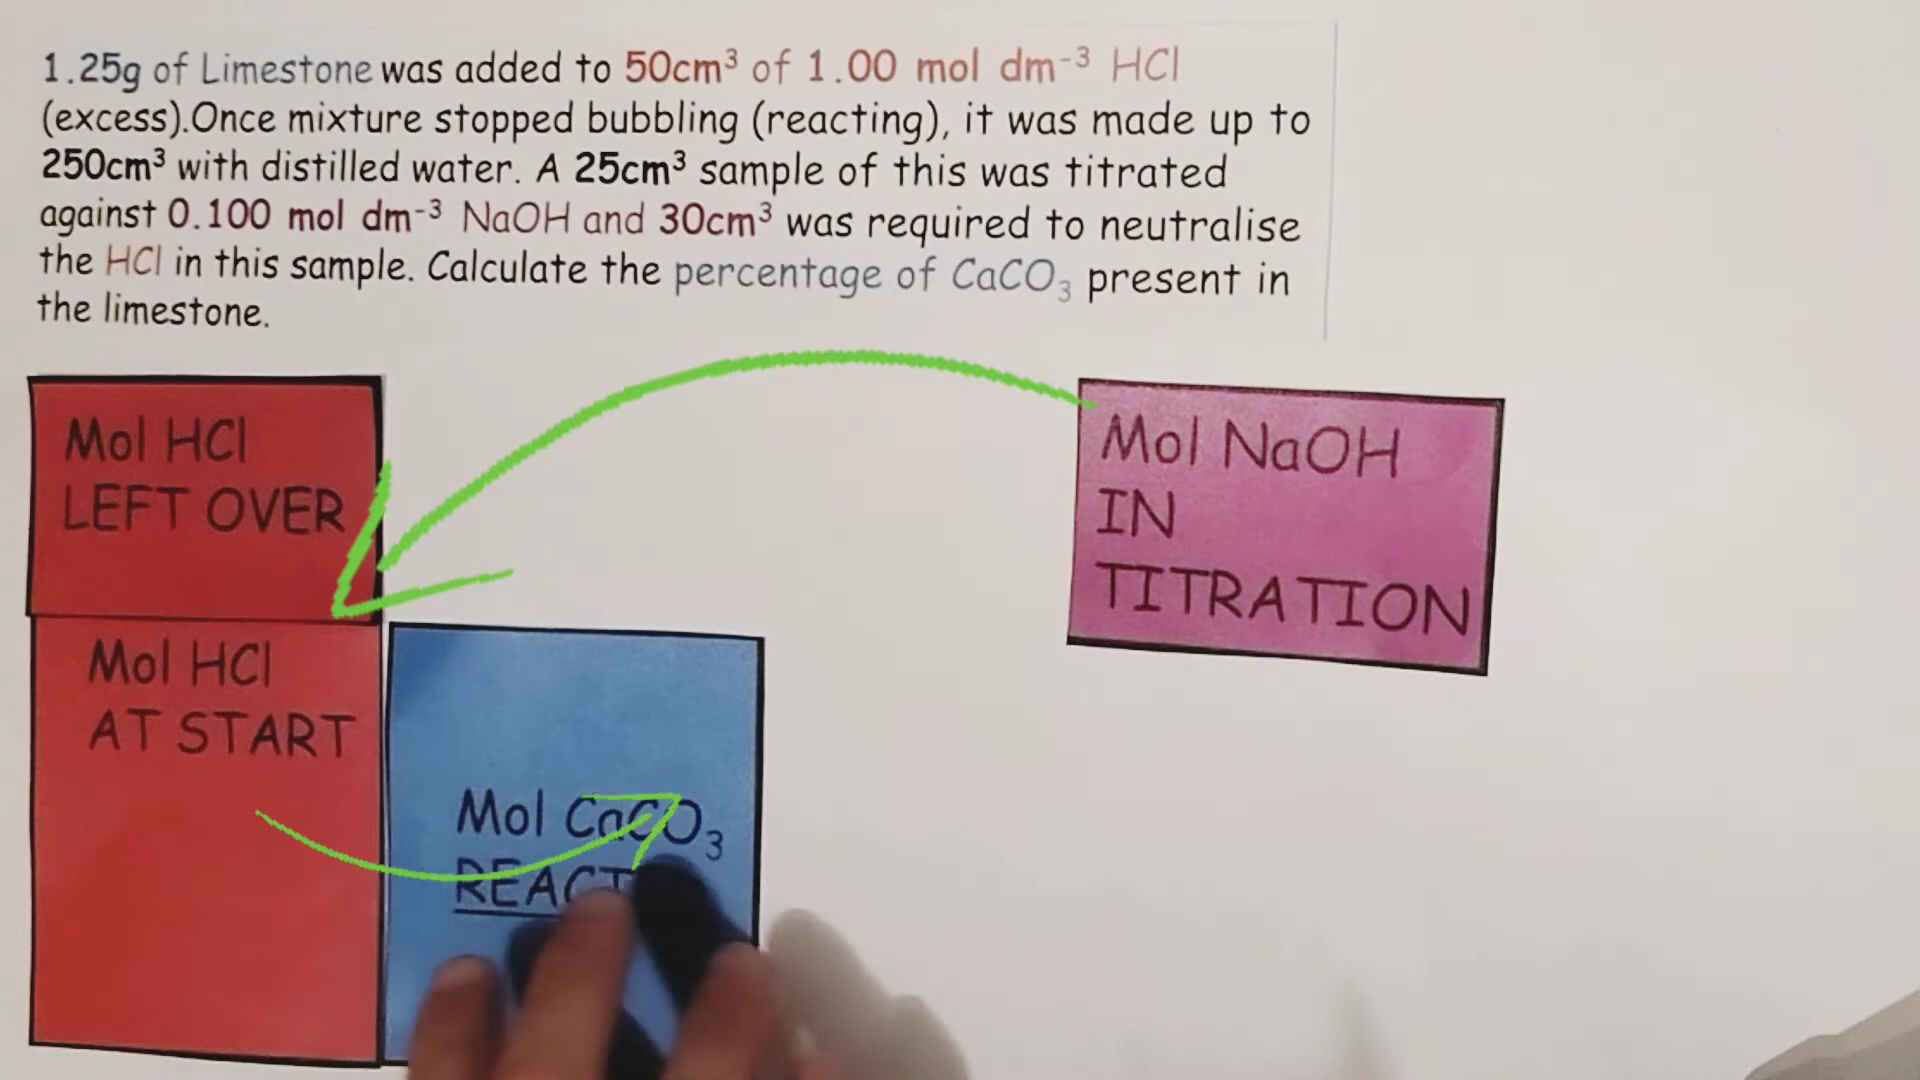 1.25g of Limestone was added to 50cm³ of 1.00 mol dm⁻³ HCl
(excess).Once mixture stopped bubbling (reacting), it was made up to
250cm³ with distilled water. A 25cm³ sample of this was titrated
against 0.100 mol dm⁻³ NaOH and 30cm³ was required to neutralise
the HCl in this sample. Calculate the percentage of CaCO₃ present in
the limestone.
Mol HCl
LEFT OVER
Mol HCl
AT START
Mol CaCO₃
Mol NaOH
IN
TITRATION